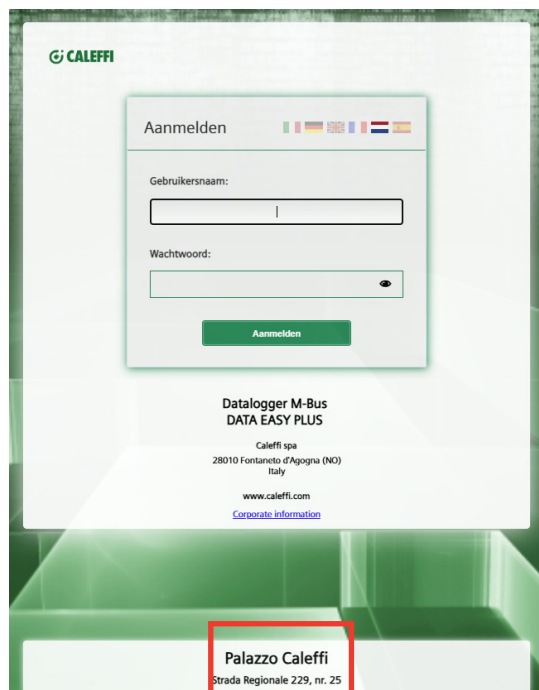 CALEFFI
Aanmelden
Gebruikersnaam:
Wachtwoord:
Aanmelden
Datalogger M-Bus
DATA EASY PLUS
Caleffi spa
28010 Fontaneto d'Agogna (NO)
Italy
www.caleffi.com
Corporate information
Palazzo Caleffi
Strada Regionale 229, nr. 25